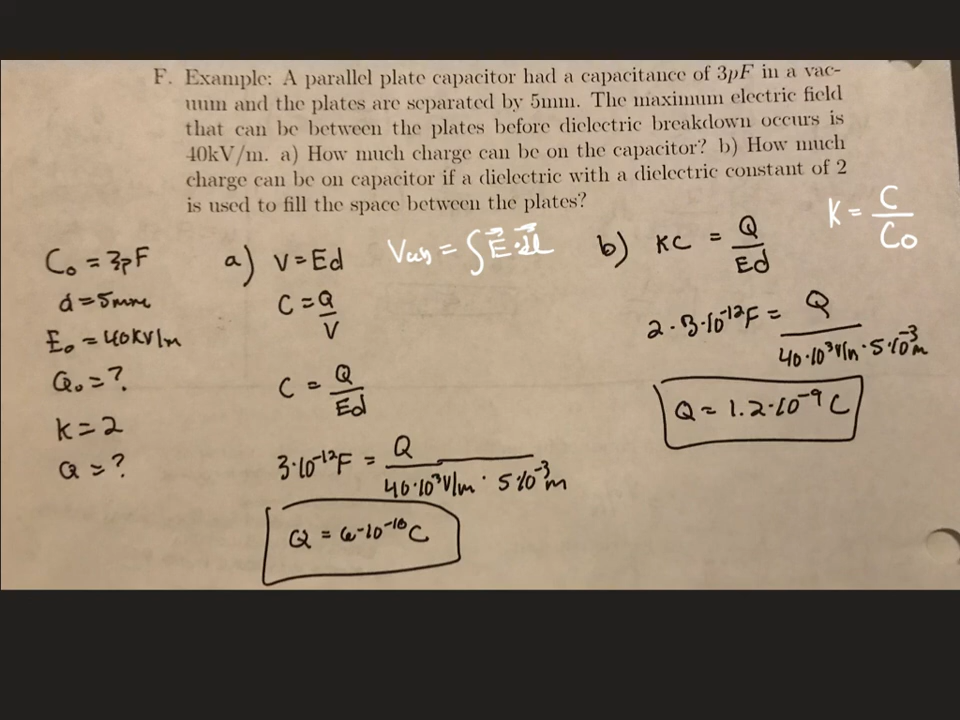 F. Example: A parallel plate capacitor had a capacitance of 3pF in a vac-
uum and the plates are separated by 5mm. The maximum electric field
that can be between the plates before dielectric breakdown occurs is
40kV/m. a) How much charge can be on the capacitor? b) How much
charge can be on capacitor if a dielectric with a dielectric constant of 2
is used to fill the space between the plates?
C₀ = 3pF
d = 5mm
E₀ = 40kV/m
Q₀ = ?
K = 2
Q = ?
a) V = Ed
C = Q/V
C = Q/Ed
3·10⁻¹²F = Q/40·10³V/m · 5·10⁻³m
Q = 6·10⁻¹⁰C
= ∫E⃗·dl⃗
b) KC = Q/Ed
2·3·10⁻¹²F = Q/40·10³V/m · 5·10⁻³m
Q = 1.2·10⁻⁹C
K = C/C₀